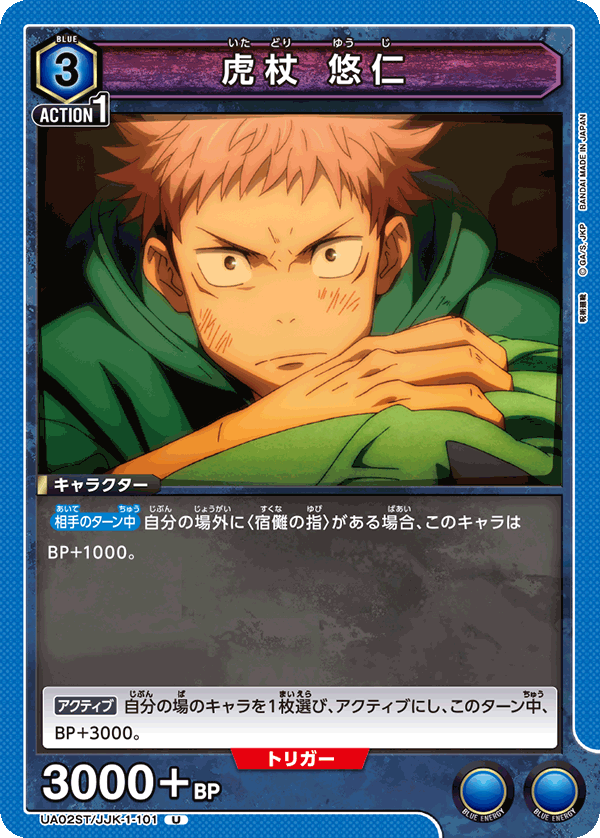 BLUE
3
いたどり ゆうじ
虎杖 悠仁
ACTION 1
BANDAI MADE IN JAPAN
©GA/S,JKP
呪術廻戦
キャラクター
あいて ちゅう じぶん じょうがい すくな ゆび ばあい
相手のターン中 自分の場外に〈宿儺の指〉がある場合、このキャラは
BP+1000。
じぶん ば まいえら ちゅう
アクティブ 自分の場のキャラを1枚選び、アクティブにし、このターン中、
BP+3000。
トリガー
3000+BP
BLUE ENERGY
BLUE ENERGY
UA02ST/JJK-1-101 U